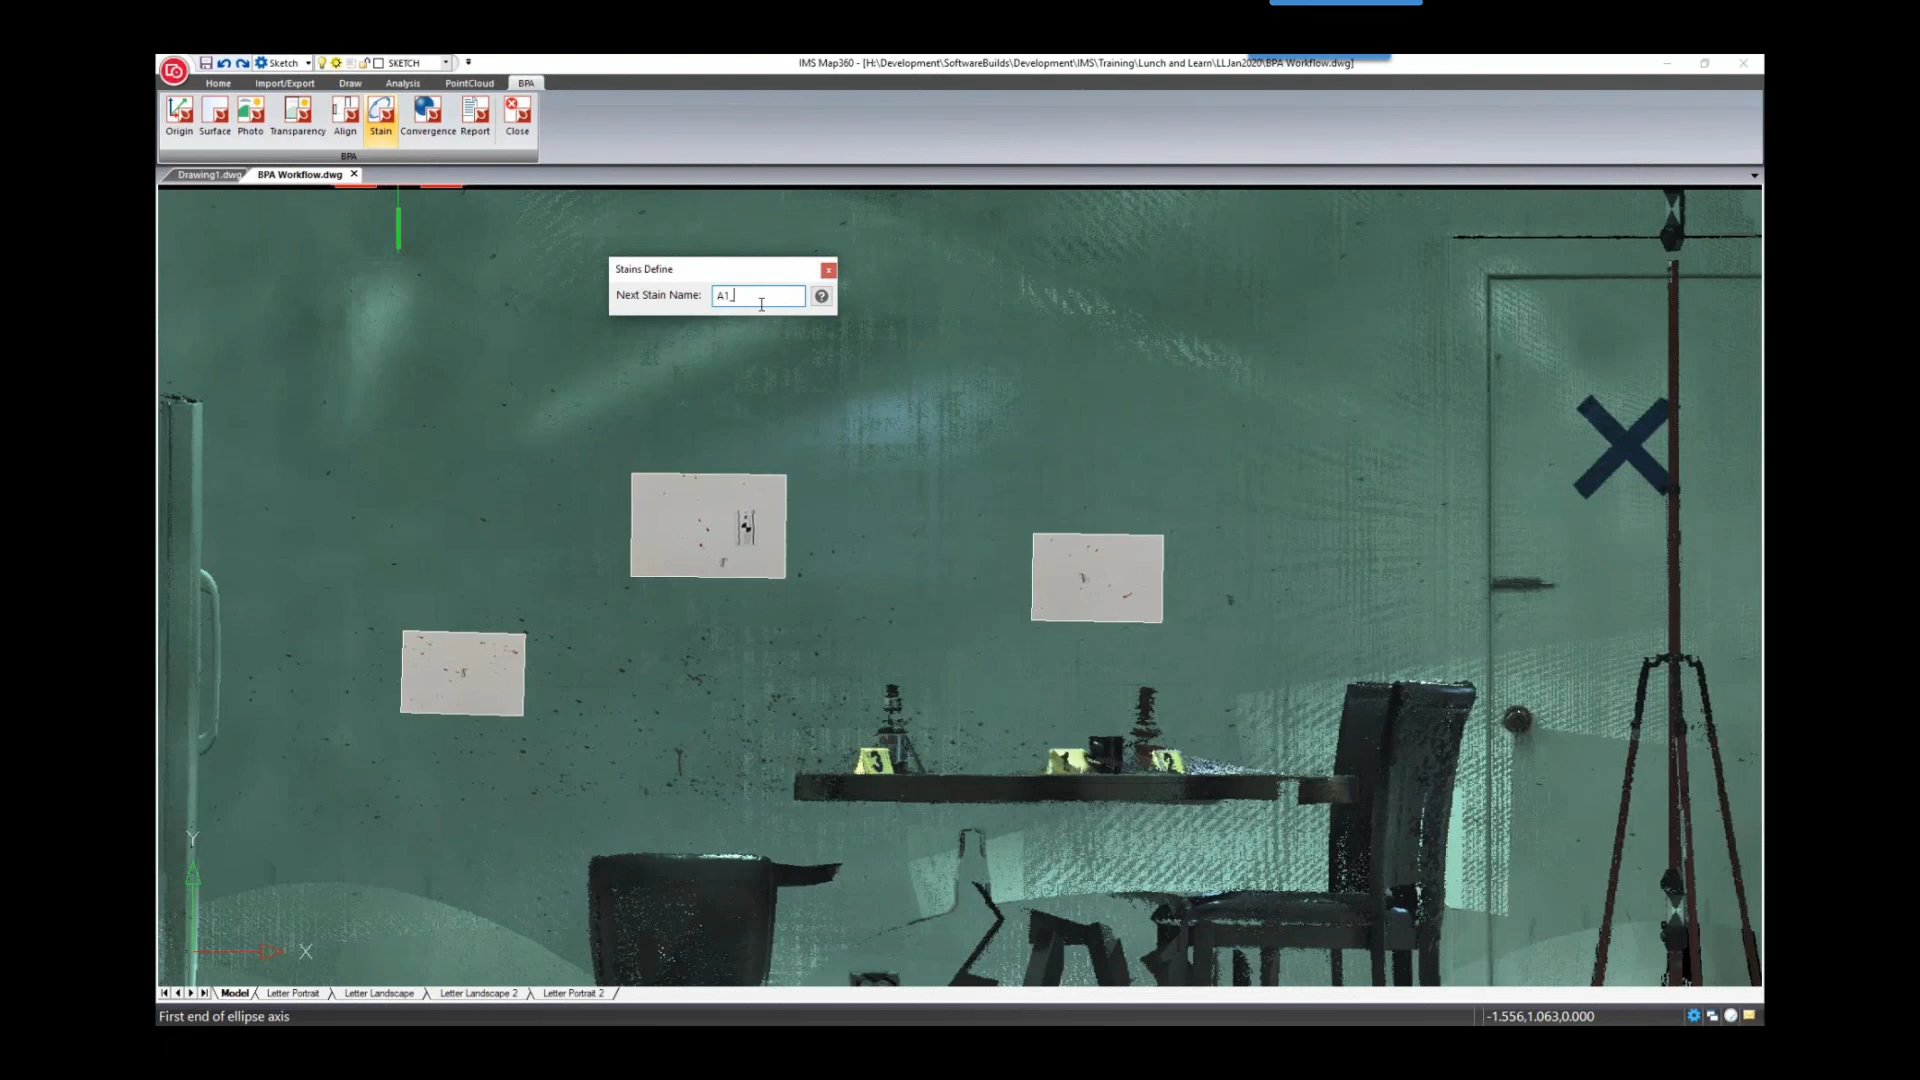 Sketch SKETCH IMS Map360 - [H:\Development\SoftwareBuilds\Development\IMS\Training\Lunch and Learn\LLJan2020\BPA Workflow.dwg]
Home Import/Export Draw Analysis PointCloud BPA
Origin Surface Photo Transparency Align Stain Convergence Report Close
BPA
Drawing1.dwg BPA Workflow.dwg
Stains Define
Next Stain Name: A1_
3 1 2
Y
X
Model Letter Portrait Letter Landscape Letter Landscape 2 Letter Portrait 2
First end of ellipse axis -1.556,1.063,0.000